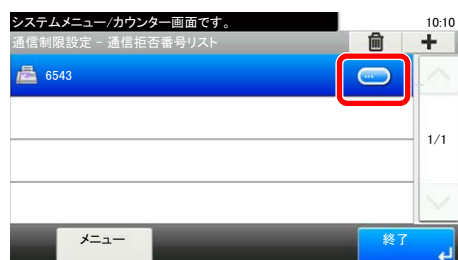 システムメニュー/カウンター画面です。
10:10
通信制限設定 - 通信拒否番号リスト
6543
1/1
メニュー
終了